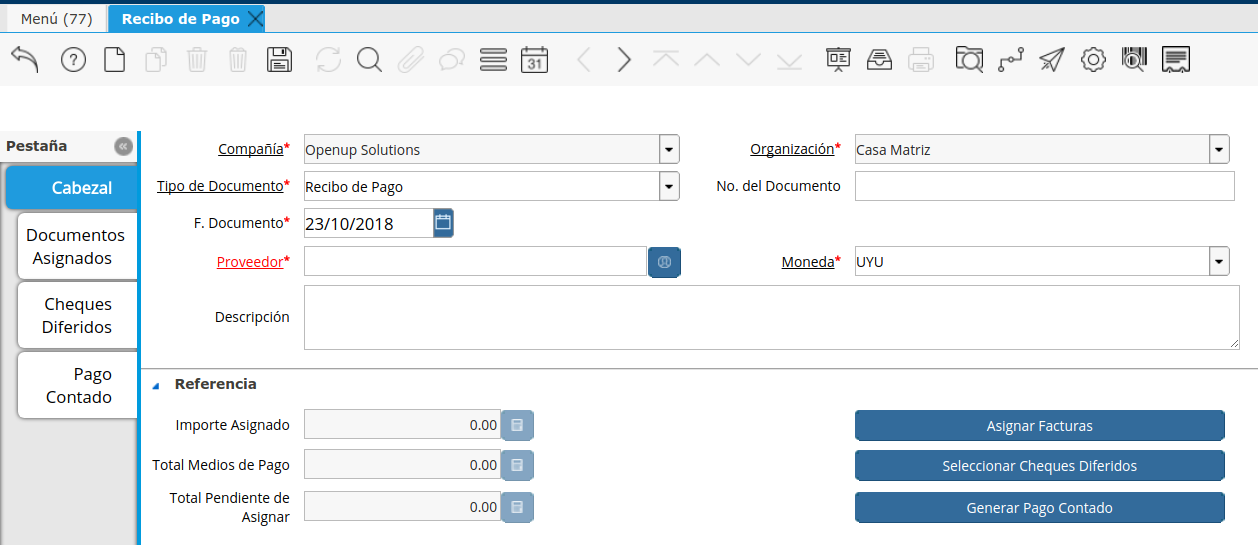 Menú (77)
Recibo de Pago
31
Pestaña
Cabezal
Documentos
Asignados
Cheques
Diferidos
Pago
Contado
Compañía* Openup Solutions
Organización* Casa Matriz
Tipo de Documento* Recibo de Pago
No. del Documento
F. Documento* 23/10/2018
Proveedor*
Moneda* UYU
Descripción
Referencia
Importe Asignado 0.00
Asignar Facturas
Total Medios de Pago 0.00
Seleccionar Cheques Diferidos
Total Pendiente de
Asignar 0.00
Generar Pago Contado